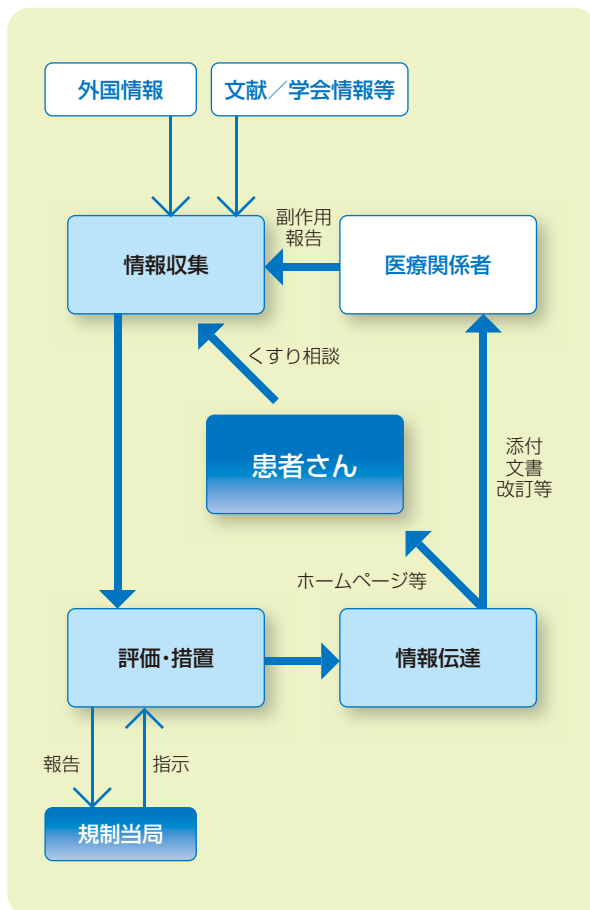 外国情報
文献／学会情報等
副作用
報告
情報収集
医療関係者
くすり相談
患者さん
添付
文書
改訂等
ホームページ等
評価・措置
情報伝達
報告
指示
規制当局